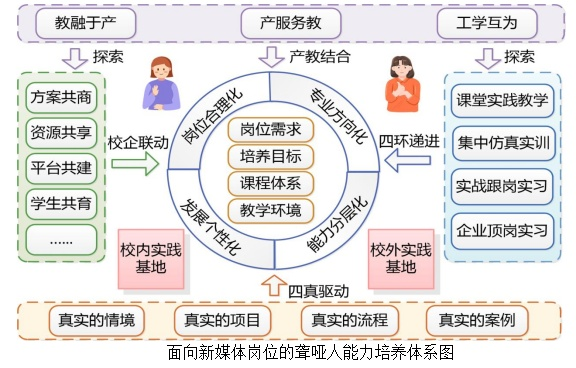 教融于产
产服务教
工学互为
探索
产教结合
探索
方案共商
资源共享
平台共建
学生共育
……
校企联动
岗位合理化
专业方向化
发展个性化
能力分层化
岗位需求
培养目标
课程体系
教学环境
四环递进
课堂实践教学
集中仿真实训
实战跟岗实习
企业顶岗实习
校内实践
基地
校外实践
基地
四真驱动
真实的情境
真实的项目
真实的流程
真实的案例
面向新媒体岗位的聋哑人能力培养体系图